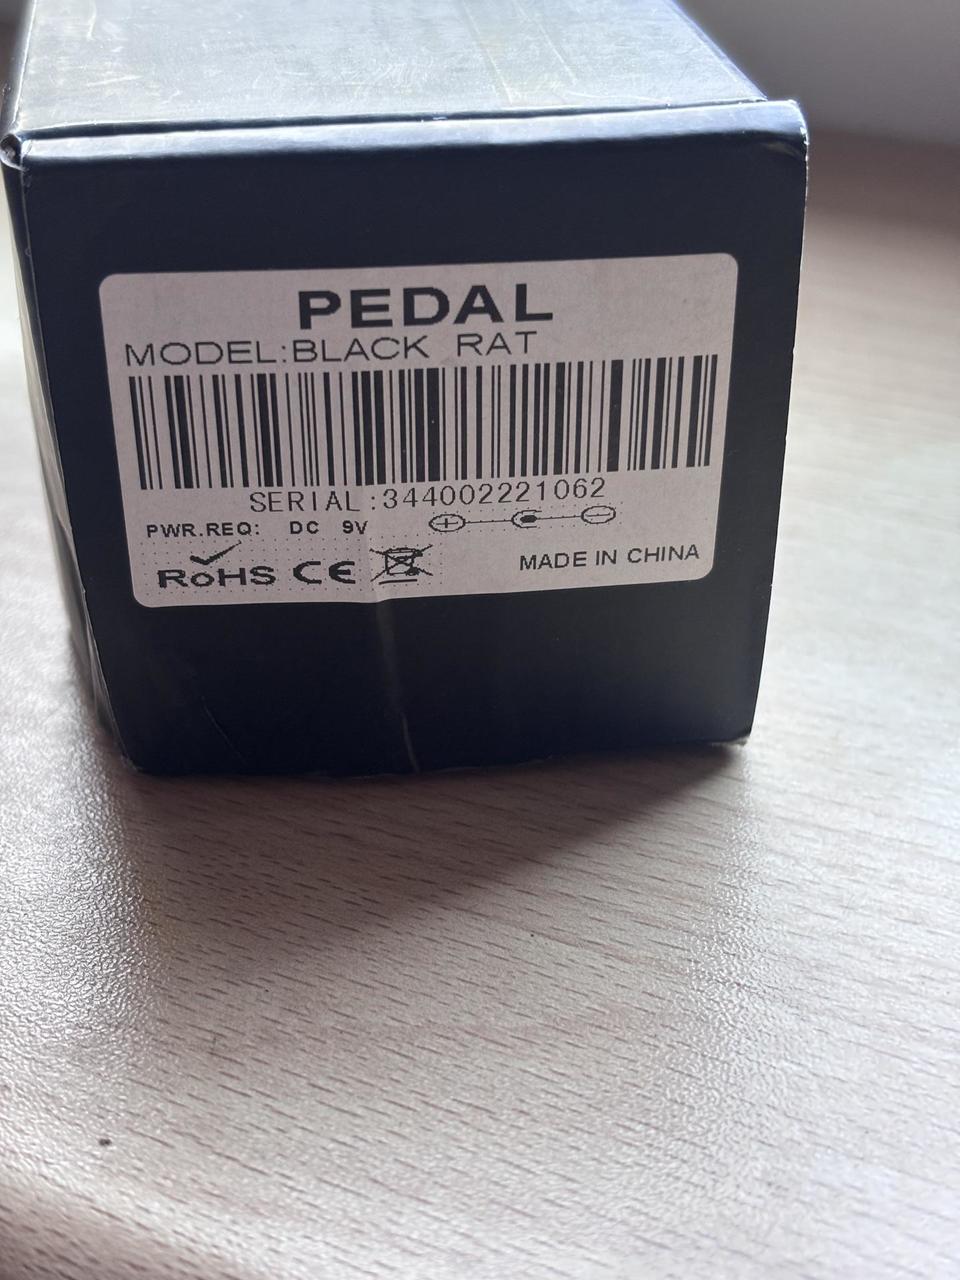 PEDAL
MODEL:BLACK RAT
SERIAL:344002221062
PWR.REQ: DC 9V
RoHS CE
MADE IN CHINA